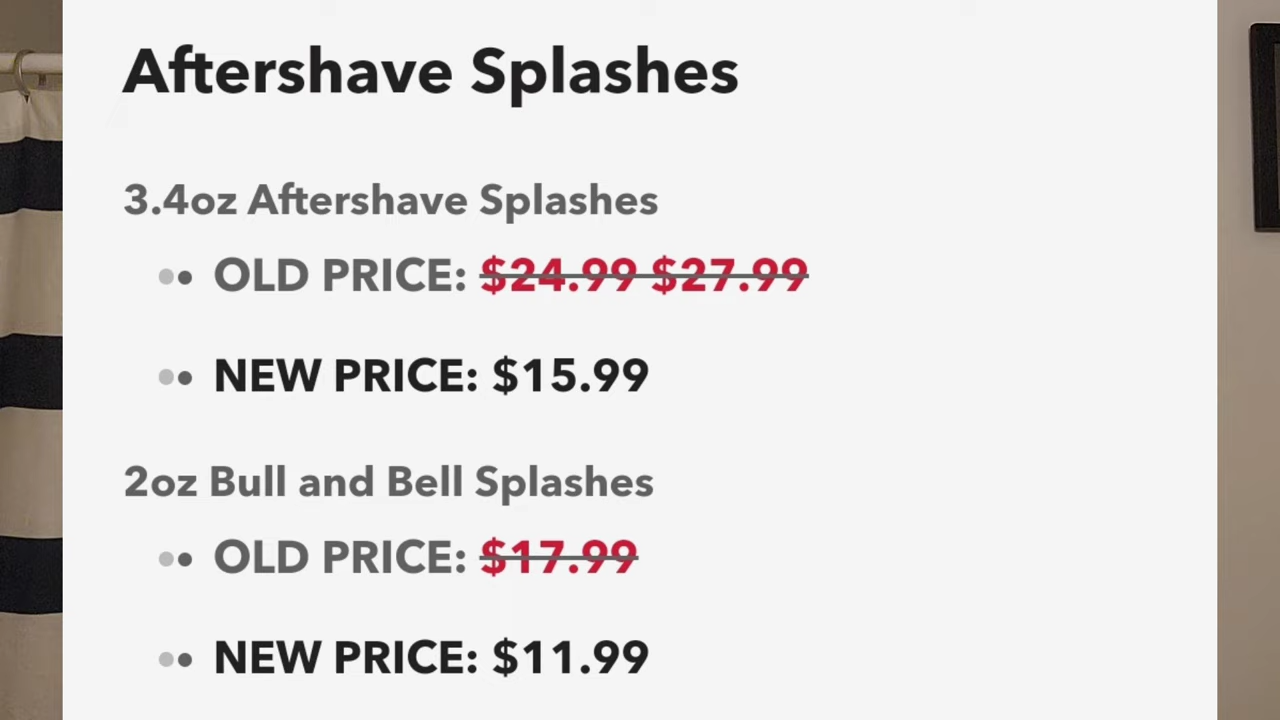 Aftershave Splashes
3.4oz Aftershave Splashes
OLD PRICE: $24.99 $27.99
NEW PRICE: $15.99
2oz Bull and Bell Splashes
OLD PRICE: $17.99
NEW PRICE: $11.99